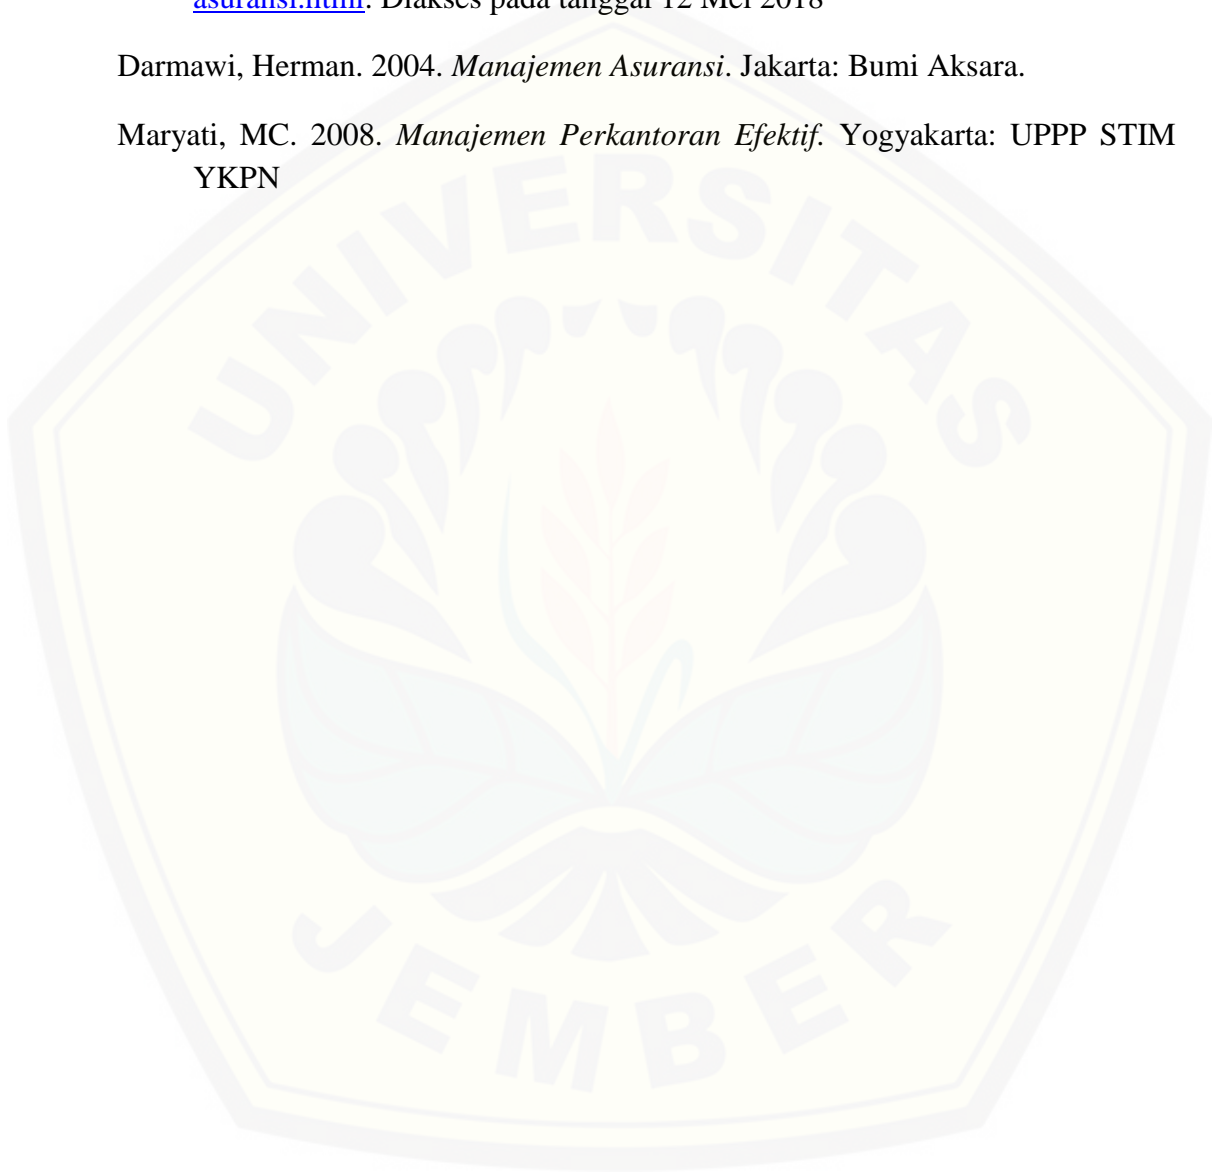 asuransi.html. Diakses pada tanggal 12 Mei 2018
Darmawi, Herman. 2004. Manajemen Asuransi. Jakarta: Bumi Aksara.
Maryati, MC. 2008. Manajemen Perkantoran Efektif. Yogyakarta: UPPP STIM
YKPN
UNIVERSITAS
JEMBER